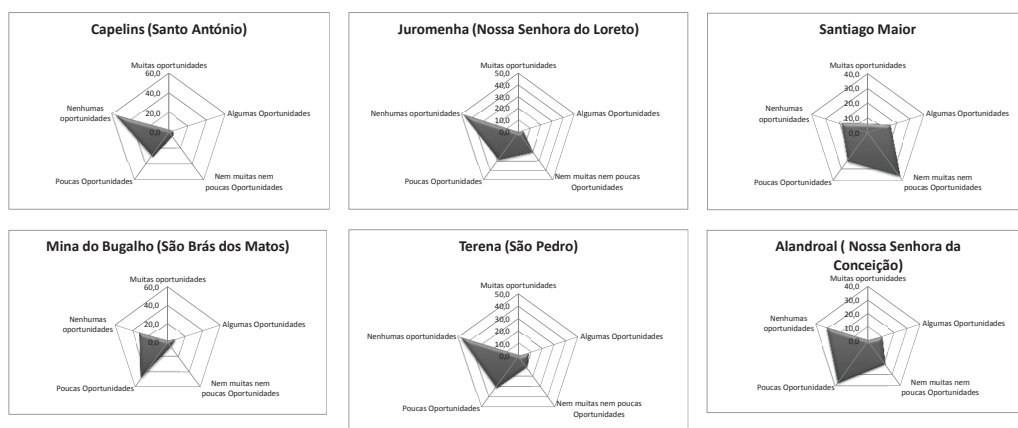 Capelins (Santo António)
Muitas oportunidades
60,0
40,0
20,0
0,0
Algumas Oportunidades
Nem muitas nem
poucas Oportunidades
Poucas Oportunidades
Nenhumas
oportunidades
Juromenha (Nossa Senhora do Loreto)
Muitas oportunidades
50,0
40,0
30,0
20,0
10,0
0,0
Algumas Oportunidades
Nem muitas nem poucas
Oportunidades
Poucas Oportunidades
Nenhumas oportunidades
Santiago Maior
Muitas oportunidades
40,0
30,0
20,0
10,0
0,0
Algumas Oportunidades
Nem muitas nem
poucas Oportunidades
Poucas Oportunidades
Nenhumas
oportunidades
Mina do Bugalho (São Brás dos Matos)
Muitas oportunidades
60,0
40,0
20,0
0,0
Algumas Oportunidades
Nem muitas nem
poucas Oportunidades
Poucas Oportunidades
Nenhumas
oportunidades
Terena (São Pedro)
Muitas oportunidades
50,0
40,0
30,0
20,0
10,0
0,0
Algumas Oportunidades
Nem muitas nem poucas
Oportunidades
Poucas Oportunidades
Nenhumas oportunidades
Alandroal ( Nossa Senhora da
Conceição)
Muitas oportunidades
40,0
30,0
20,0
10,0
0,0
Algumas Oportunidades
Nem muitas nem
poucas Oportunidades
Poucas Oportunidades
Nenhumas
oportunidades